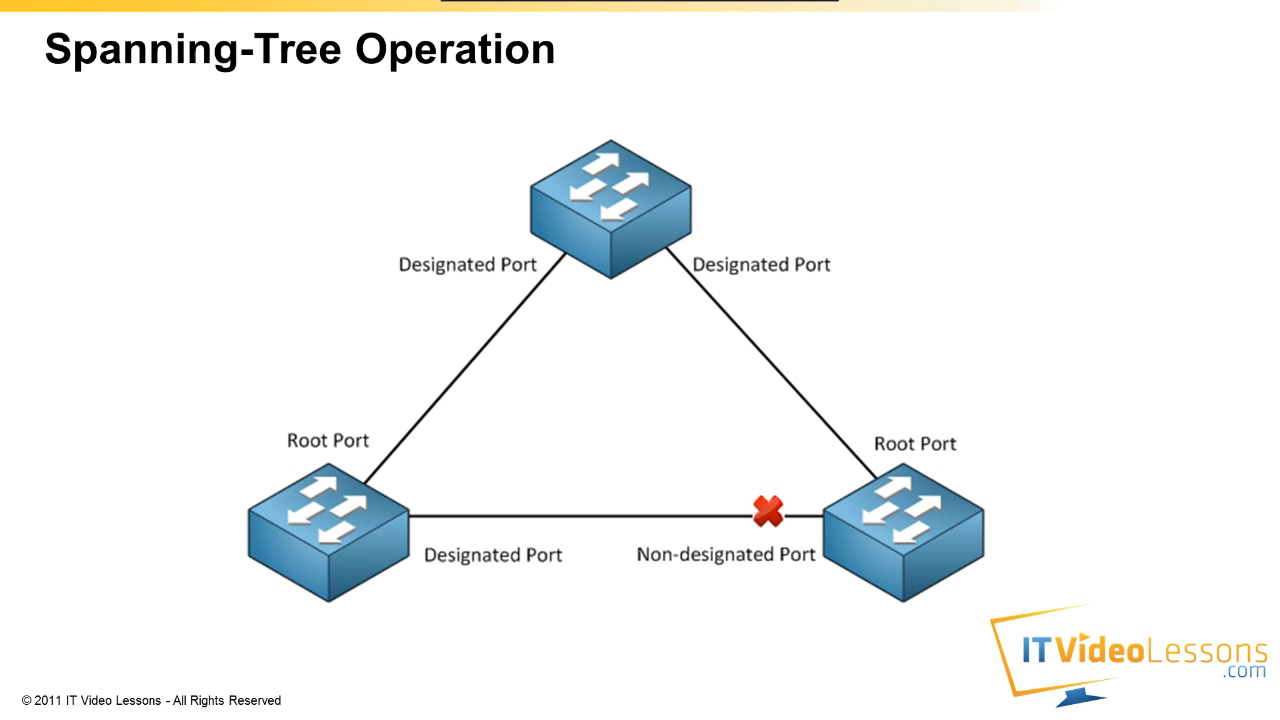 Spanning-Tree Operation
Designated Port
Designated Port
Root Port
Root Port
Designated Port
Non-designated Port
ITVideoLessons
.com
© 2011 IT Video Lessons - All Rights Reserved